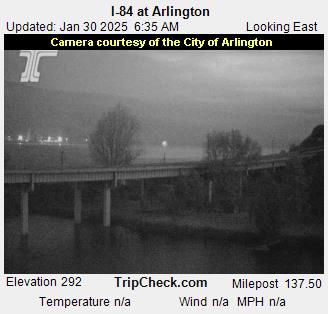 I-84 at Arlington
Updated: Jan 30 2025 6:35 AM Looking East
Camera courtesy of the City of Arlington
Elevation 292 TripCheck.com Milepost 137.50
Temperature n/a Wind n/a MPH n/a